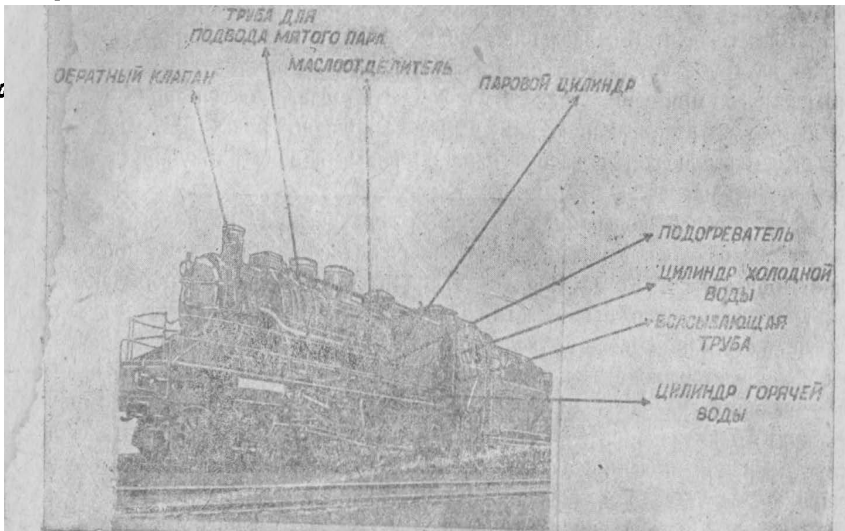 ТРУБА ДЛЯ
ПОДВОДА МЯТОГО ПАРА
МАСЛООТДЕЛИТЕЛЬ
ОБРАТНЫЙ КЛАПАН
ПАРОВОЙ ЦИЛИНДР
ПОДОГРЕВАТЕЛЬ
ЦИЛИНДР ХОЛОДНОЙ
ВОДЫ
ВСАСЫВАЮЩАЯ
ТРУБА
ЦИЛИНДР ГОРЯЧЕЙ
ВОДЫ